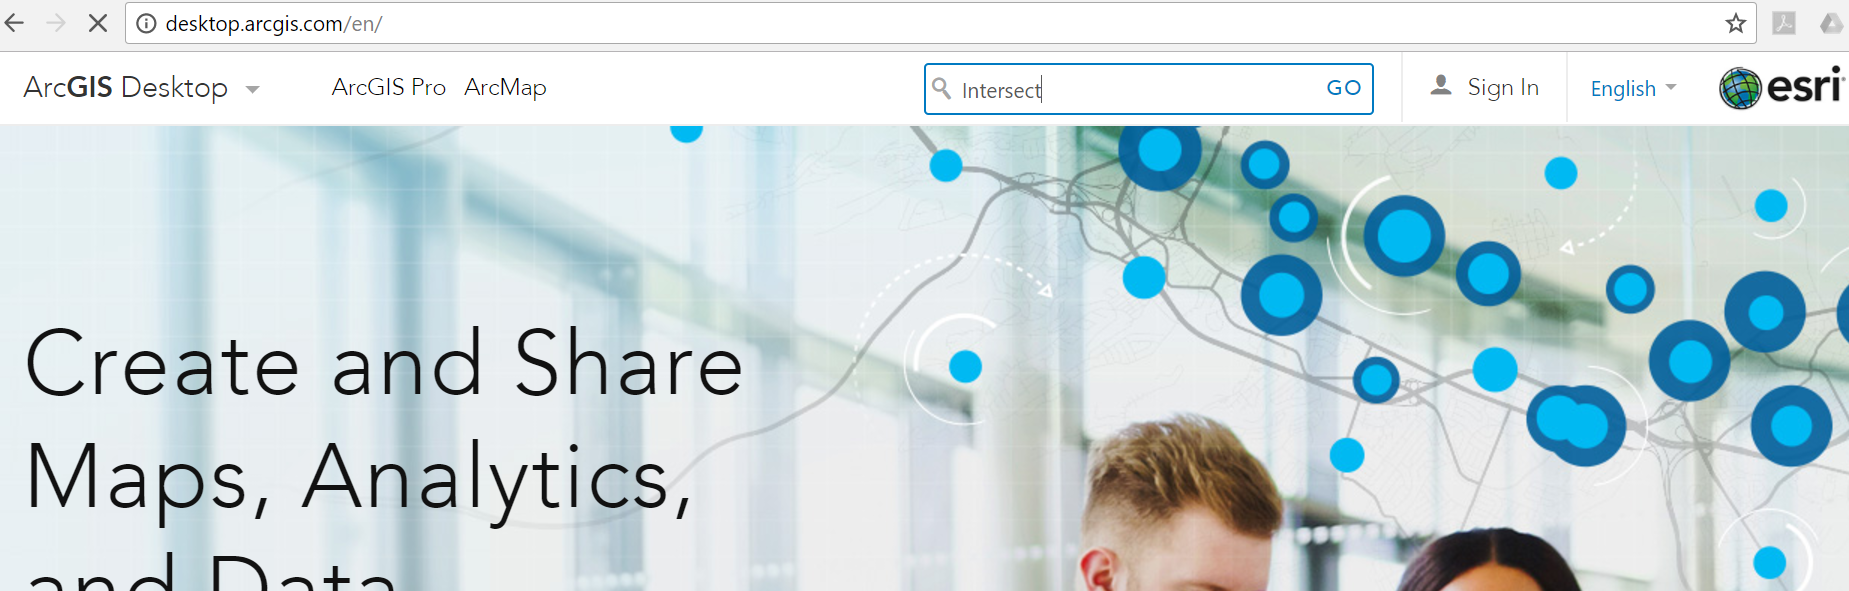 desktop.arcgis.com/en/
ArcGIS Desktop ArcGIS Pro ArcMap Intersect GO Sign In English esri
Create and Share
Maps, Analytics,
and Data